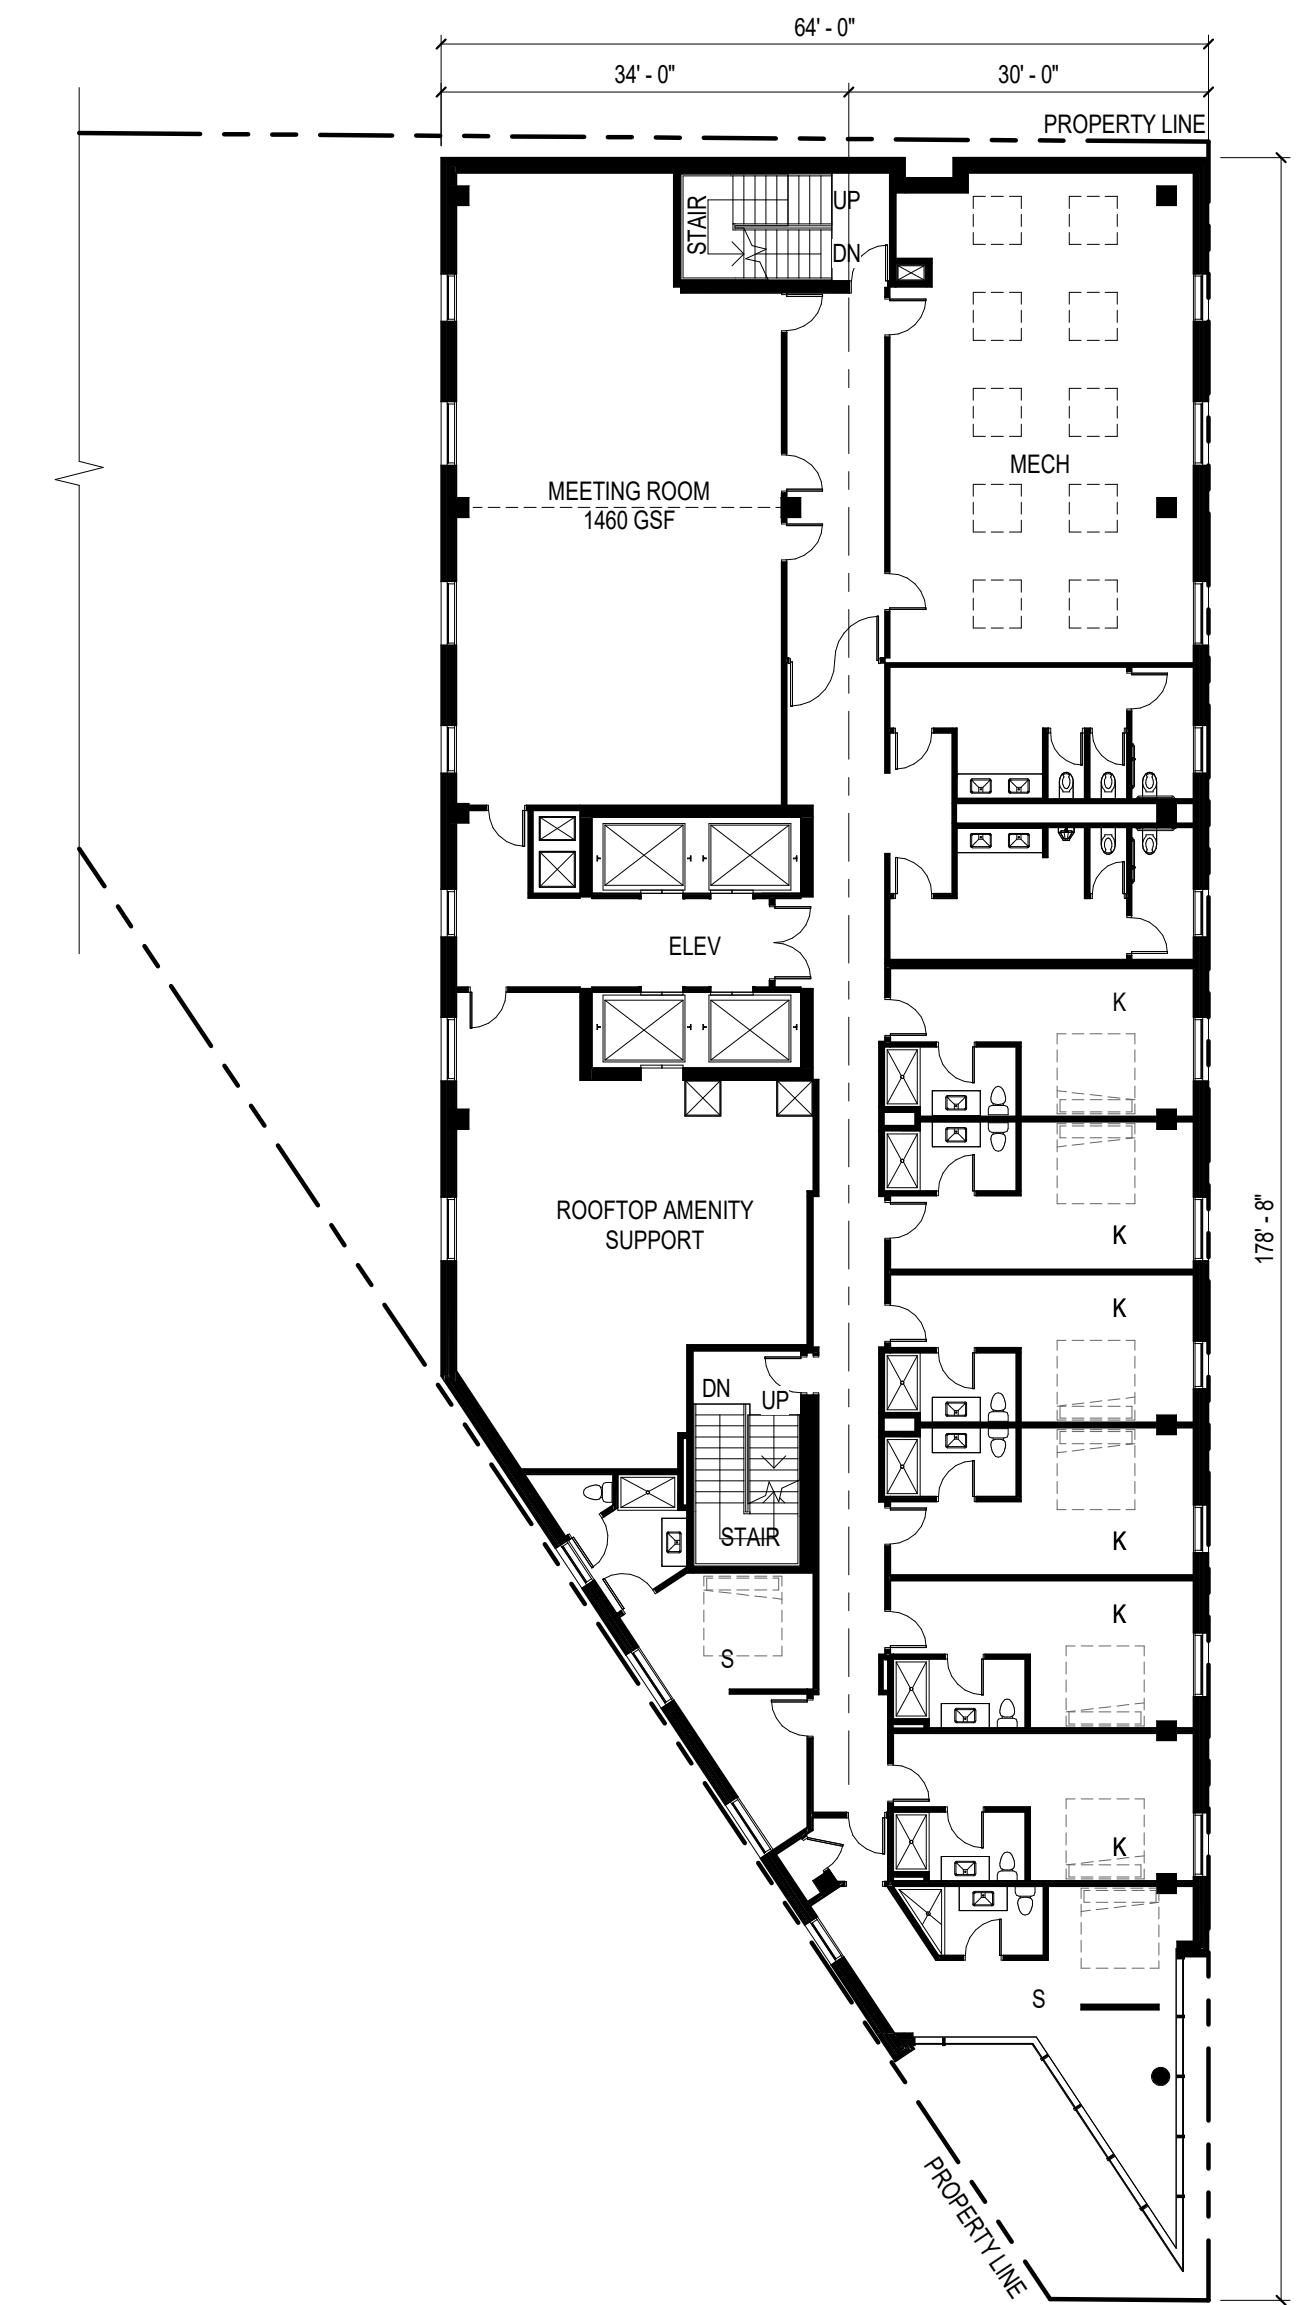 64' - 0"
34' - 0"
30' - 0"
PROPERTY LINE
STAIR
UP
DN
MECH
MEETING ROOM
1460 GSF
ELEV
K
178' - 8"
ROOFTOP AMENITY
SUPPORT
K
K
DN
UP
STAIR
K
K
S
K
S
PROPERTY LINE